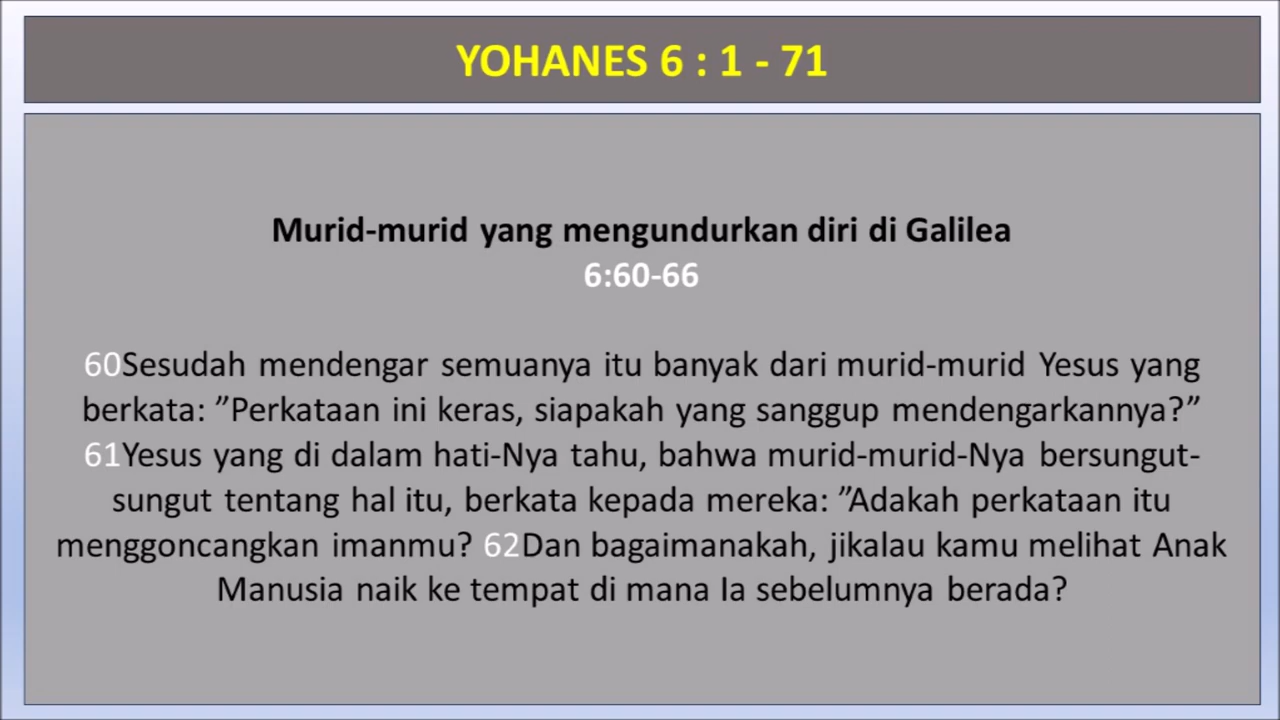 YOHANES 6 : 1 - 71
Murid-murid yang mengundurkan diri di Galilea
6:60-66
60Sesudah mendengar semuanya itu banyak dari murid-murid Yesus yang
berkata: ”Perkataan ini keras, siapakah yang sanggup mendengarkannya?”
61Yesus yang di dalam hati-Nya tahu, bahwa murid-murid-Nya bersungut-
sungut tentang hal itu, berkata kepada mereka: ”Adakah perkataan itu
menggoncangkan imanmu? 62Dan bagaimanakah, jikalau kamu melihat Anak
Manusia naik ke tempat di mana Ia sebelumnya berada?